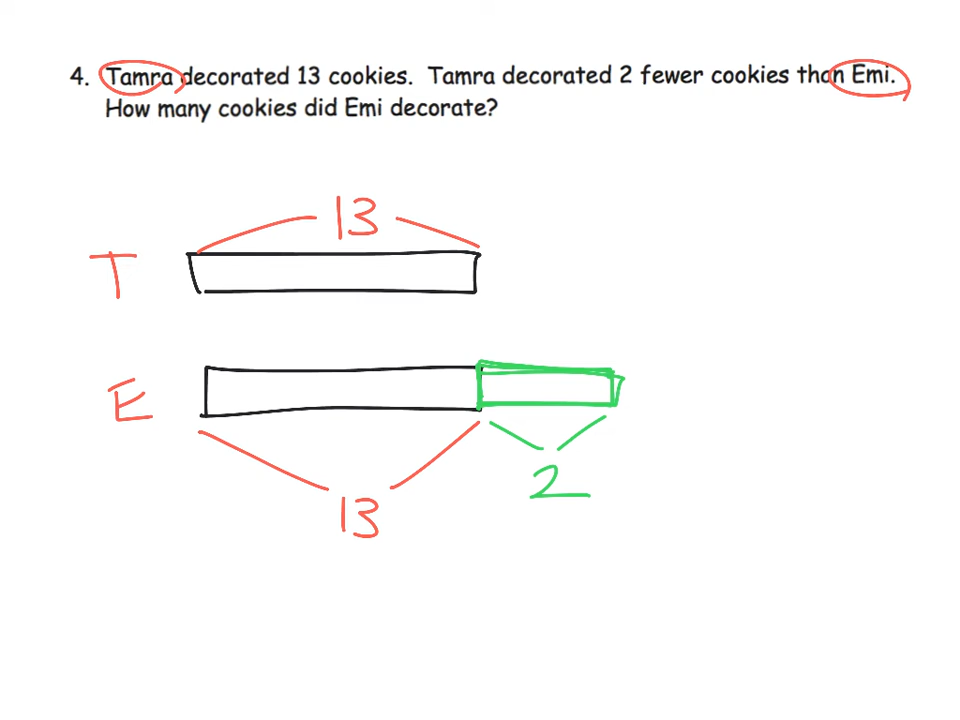 4. Tamra decorated 13 cookies. Tamra decorated 2 fewer cookies than Emi.
How many cookies did Emi decorate?
13
T
E
2
13